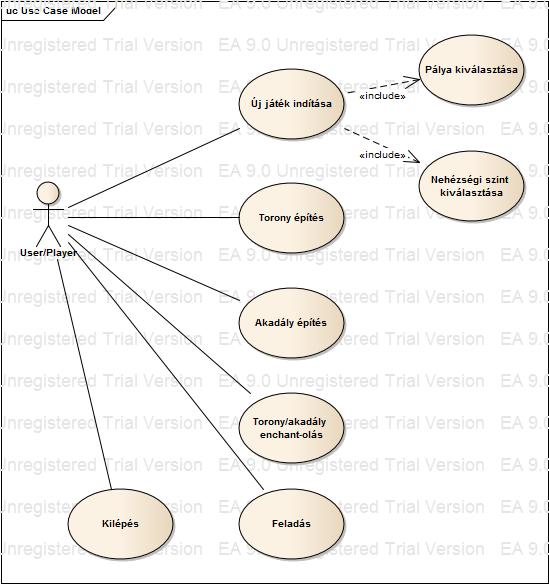 uc Use Case Model
Pálya kiválasztása
Új játék indítása
«include»
«include»
Nehézségi szint
kiválasztása
Torony építés
User/Player
Akadály építés
Torony/akadály
enchant-olás
Kilépés
Feladás
Unregistered Trial Version EA 9.0 Unregistered Trial Version EA 9.0